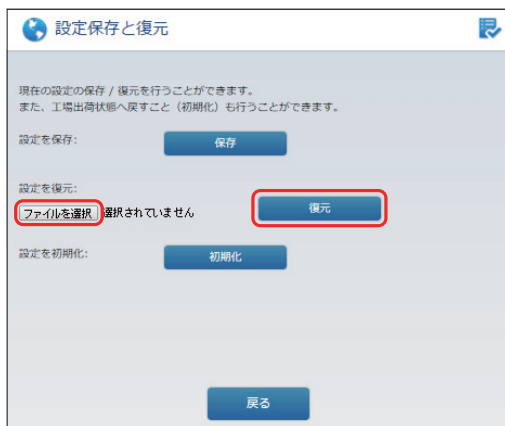 設定保存と復元
現在の設定の保存 / 復元を行うことができます。
また、工場出荷状態へ戻すこと（初期化）も行うことができます。
設定を保存:
保存
設定を復元:
ファイルを選択 選択されていません
復元
設定を初期化:
初期化
戻る